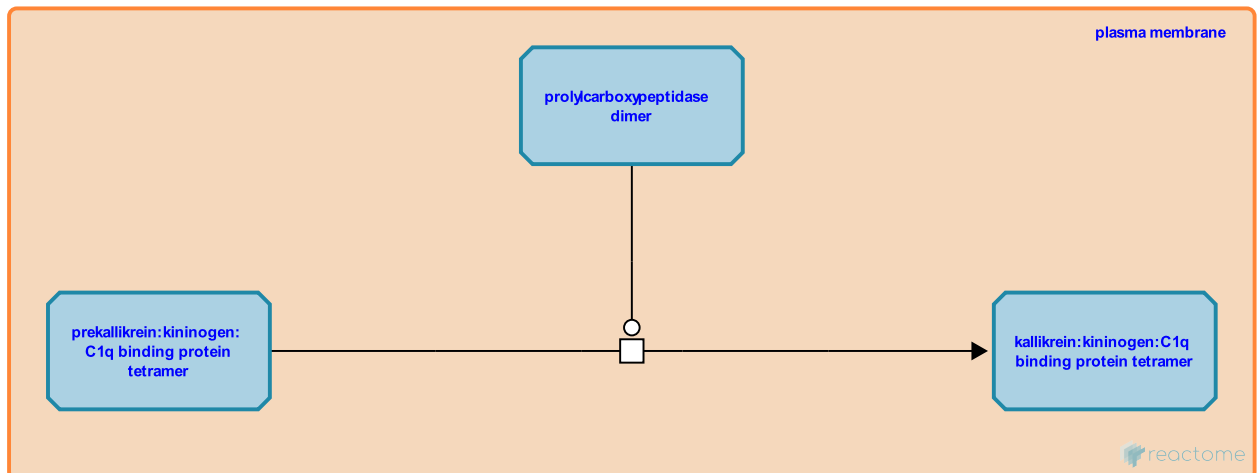 plasma membrane
prolylcarboxypeptidase
dimer
prekallikrein:kininogen:
C1q binding protein
tetramer
kallikrein:kininogen:C1q
binding protein tetramer
reactome